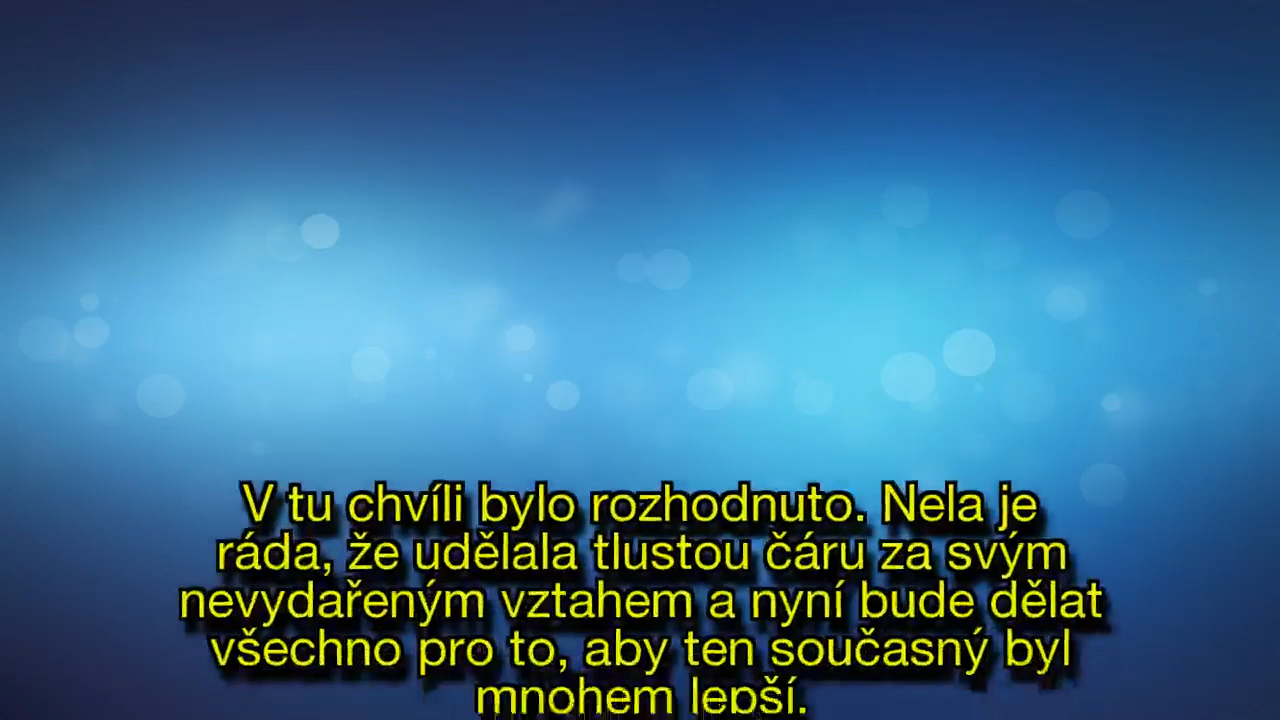 V tu chvíli bylo rozhodnuto. Nela je
ráda, že udělala tlustou čáru za svým
nevydařeným vztahem a nyní bude dělat
všechno pro to, aby ten současný byl
mnohem lepší.